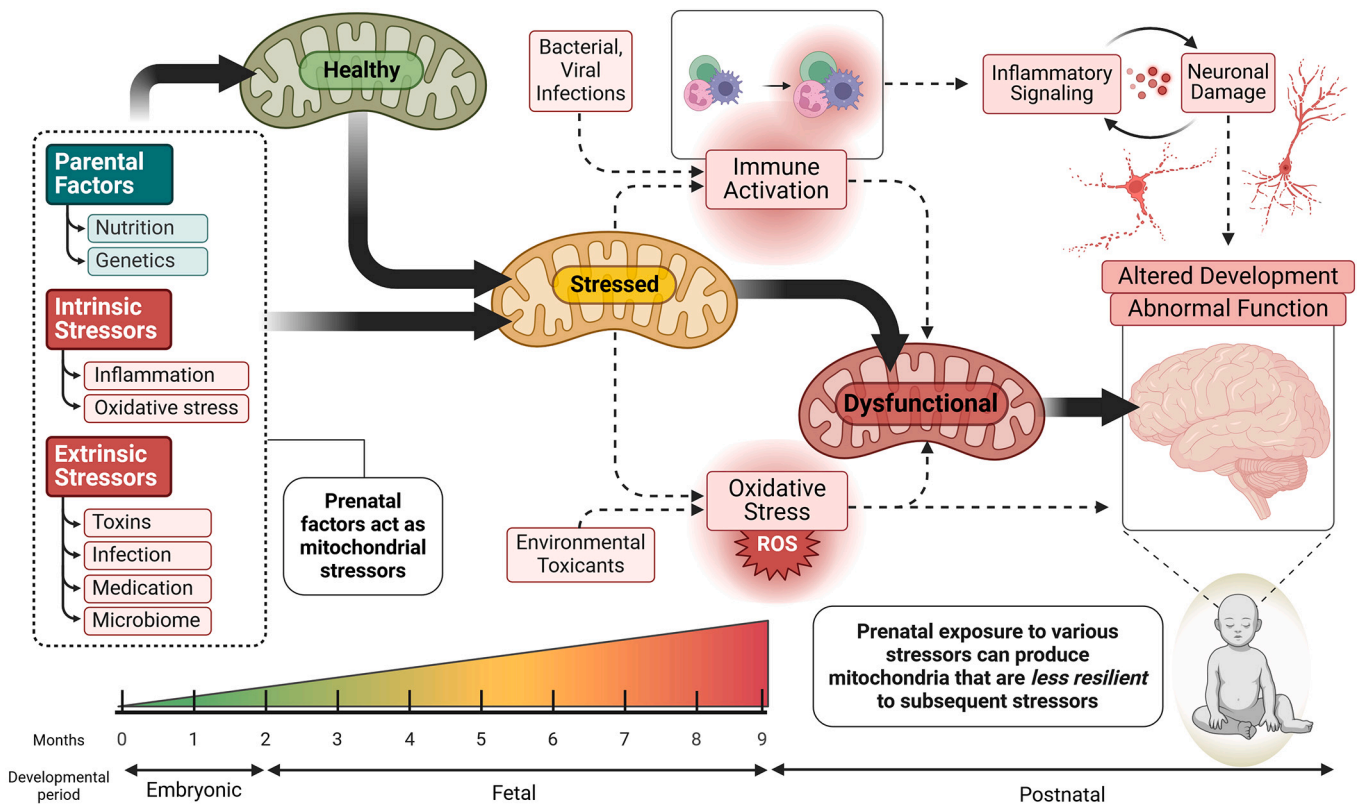 Healthy
Parental
Factors
Nutrition
Genetics
Intrinsic
Stressors
Inflammation
Oxidative stress
Extrinsic
Stressors
Toxins
Infection
Medication
Microbiome
Prenatal
factors act as
mitochondrial
stressors
Stressed
Bacterial,
Viral
Infections
Immune
Activation
Inflammatory
Signaling
Neuronal
Damage
Altered Development
Abnormal Function
Dysfunctional
Oxidative
Stress
ROS
Environmental
Toxicants
Prenatal exposure to various
stressors can produce
mitochondria that are less resilient
to subsequent stressors
Months 0 1 2 3 4 5 6 7 8 9
Developmental
period
Embryonic
Fetal
Postnatal